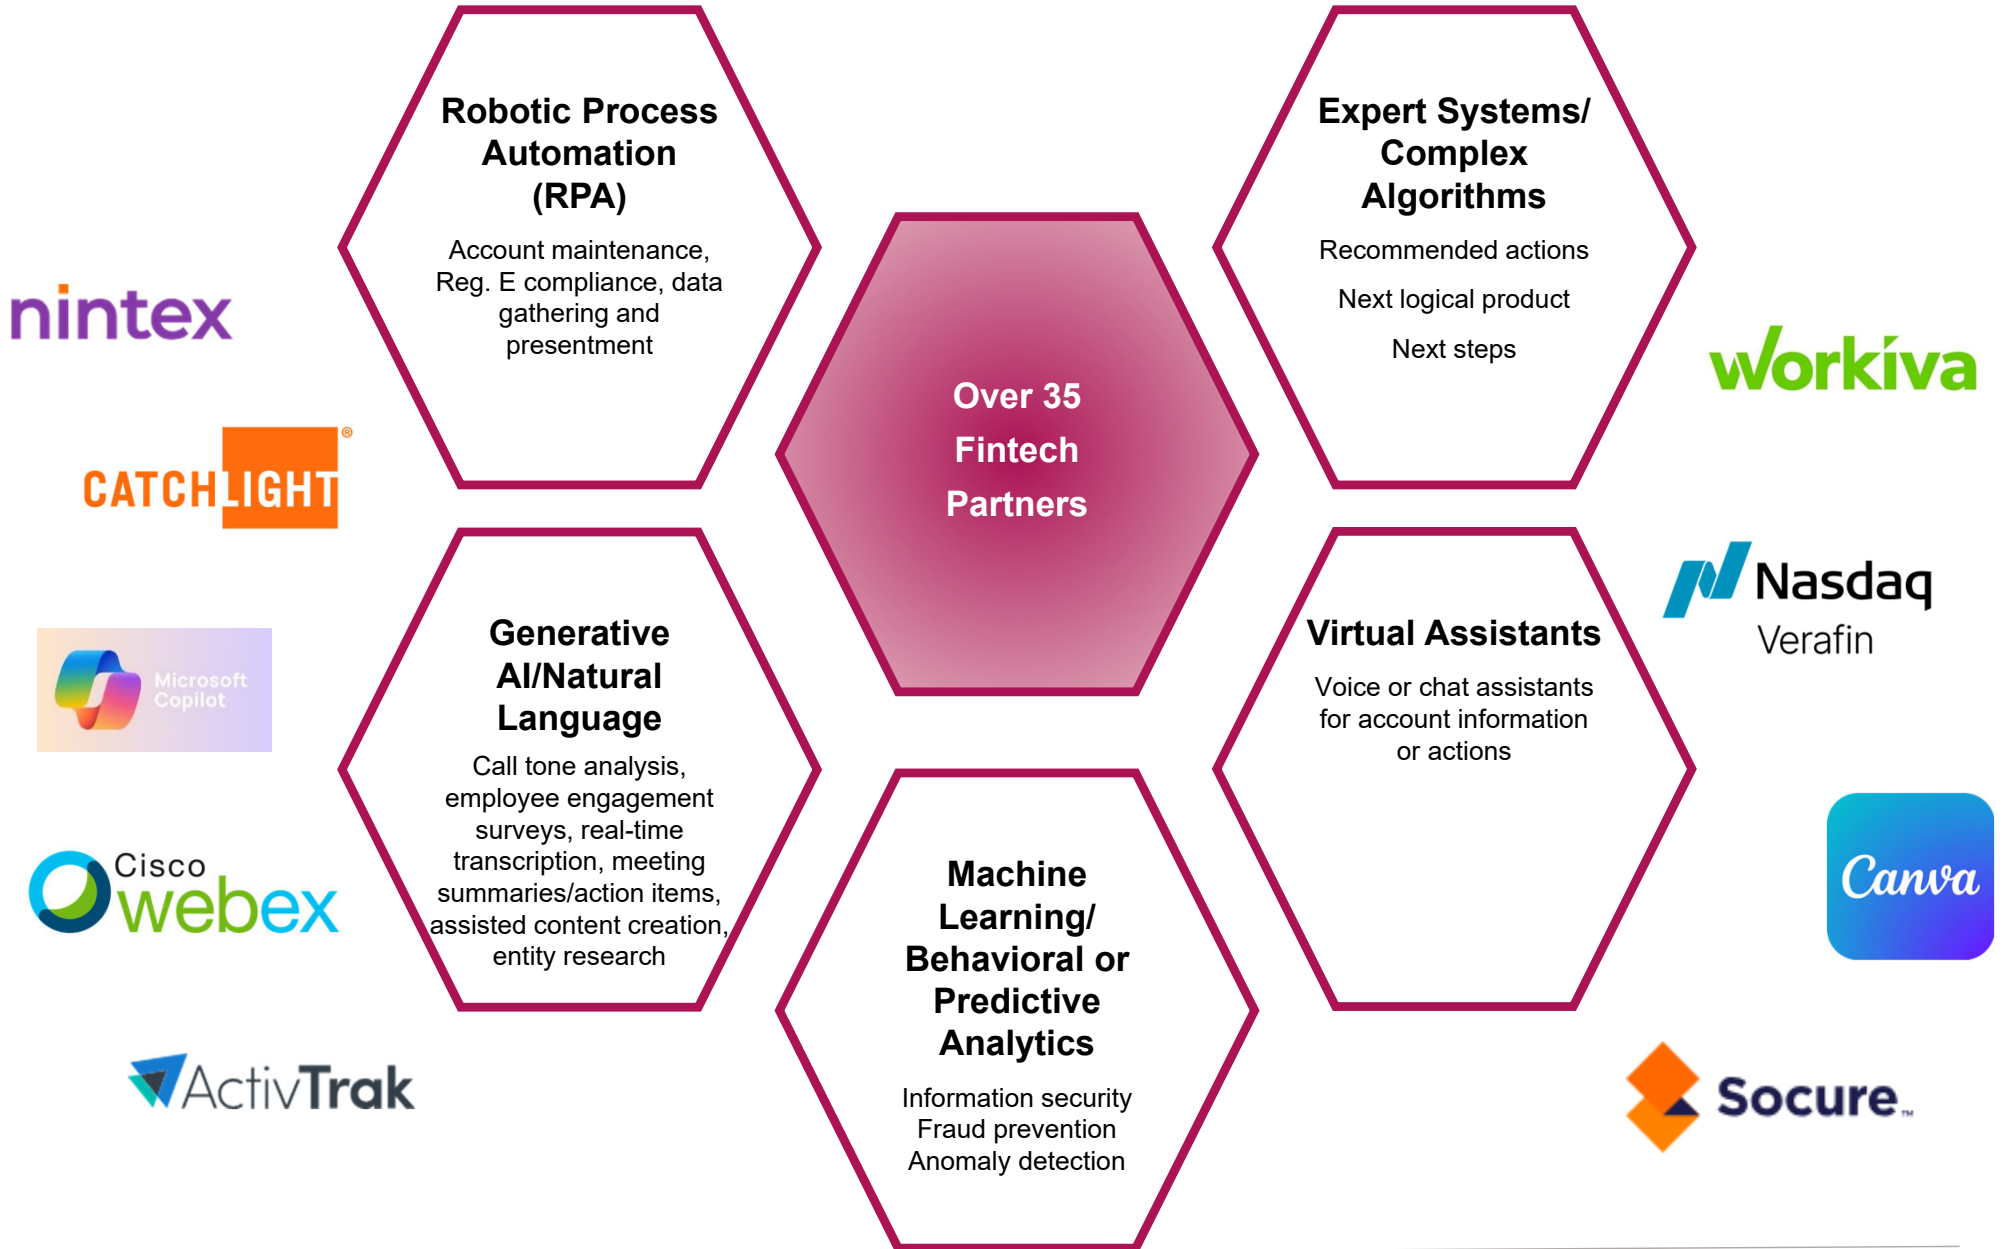 Robotic Process
Automation
(RPA)
Account maintenance,
Reg. E compliance, data
gathering and
presentment
Expert Systems/
Complex
Algorithms
Recommended actions
Next logical product
Next steps
Over 35
Fintech
Partners
nintex
CATCHLIGHT®
Microsoft
Copilot
Cisco
webex
ActivTrak
Generative
AI/Natural
Language
Call tone analysis,
employee engagement
surveys, real-time
transcription, meeting
summaries/action items,
assisted content creation,
entity research
Machine
Learning/
Behavioral or
Predictive
Analytics
Information security
Fraud prevention
Anomaly detection
Virtual Assistants
Voice or chat assistants
for account information
or actions
workiva
Nasdaq
Verafin
Canva
Socure™